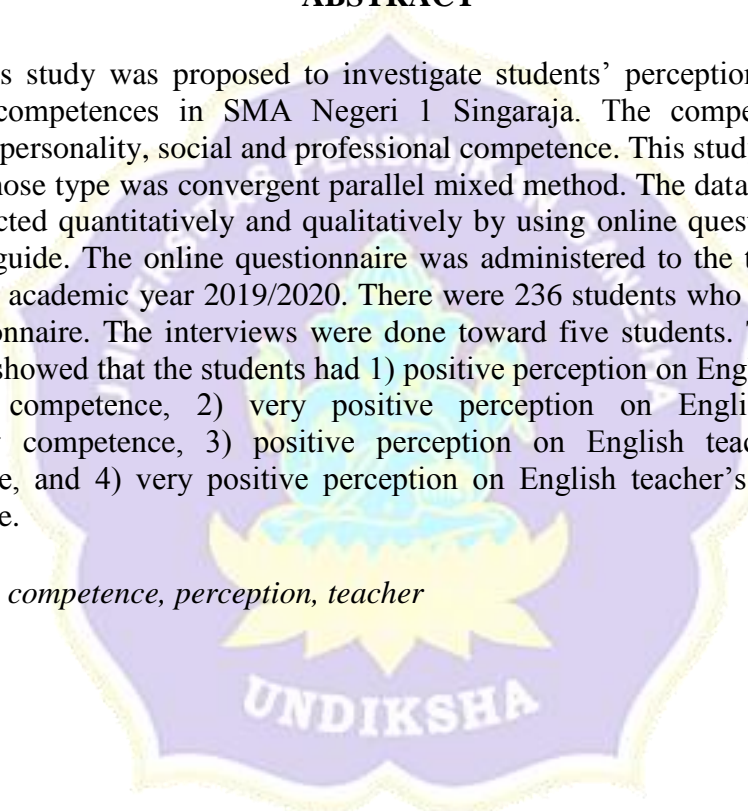 ABSTRACT
s study was proposed to investigate students’ perception
competences in SMA Negeri 1 Singaraja. The compe
personality, social and professional competence. This stud
hose type was convergent parallel mixed method. The data
cted quantitatively and qualitatively by using online quest
guide. The online questionnaire was administered to the t
academic year 2019/2020. There were 236 students who
onnaire. The interviews were done toward five students. T
showed that the students had 1) positive perception on Engl
competence, 2) very positive perception on Engli
y competence, 3) positive perception on English teac
e, and 4) very positive perception on English teacher’s
e.
competence, perception, teacher
UNIVERSITAS PENDIDIKAN GANESHA
UNDIKSHA